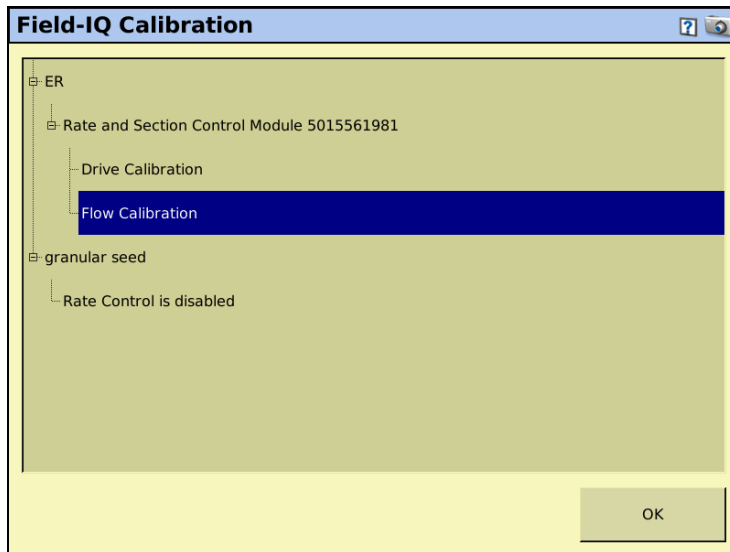 Field-IQ Calibration
ER
Rate and Section Control Module 5015561981
Drive Calibration
Flow Calibration
granular seed
Rate Control is disabled
OK